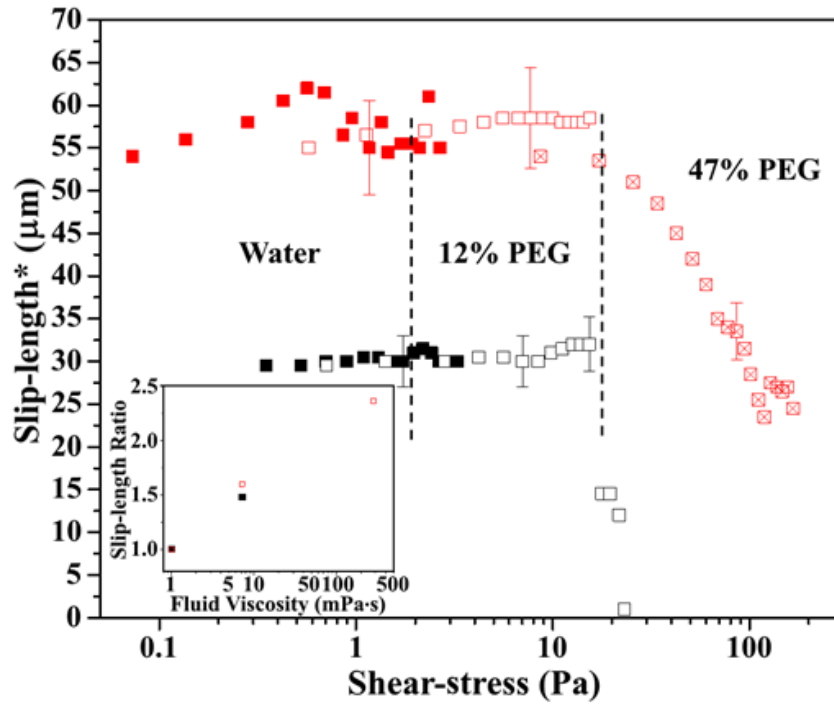 70
65
60
55
50
45
40
35
30
25
20
15
10
5
0
Slip-length* (μm)
47% PEG
Water
12% PEG
2.5
2.0
1.5
1.0
Slip-length Ratio
1 5 10 50 100 500
Fluid Viscosity (mPa·s)
0.1 1 10 100
Shear-stress (Pa)